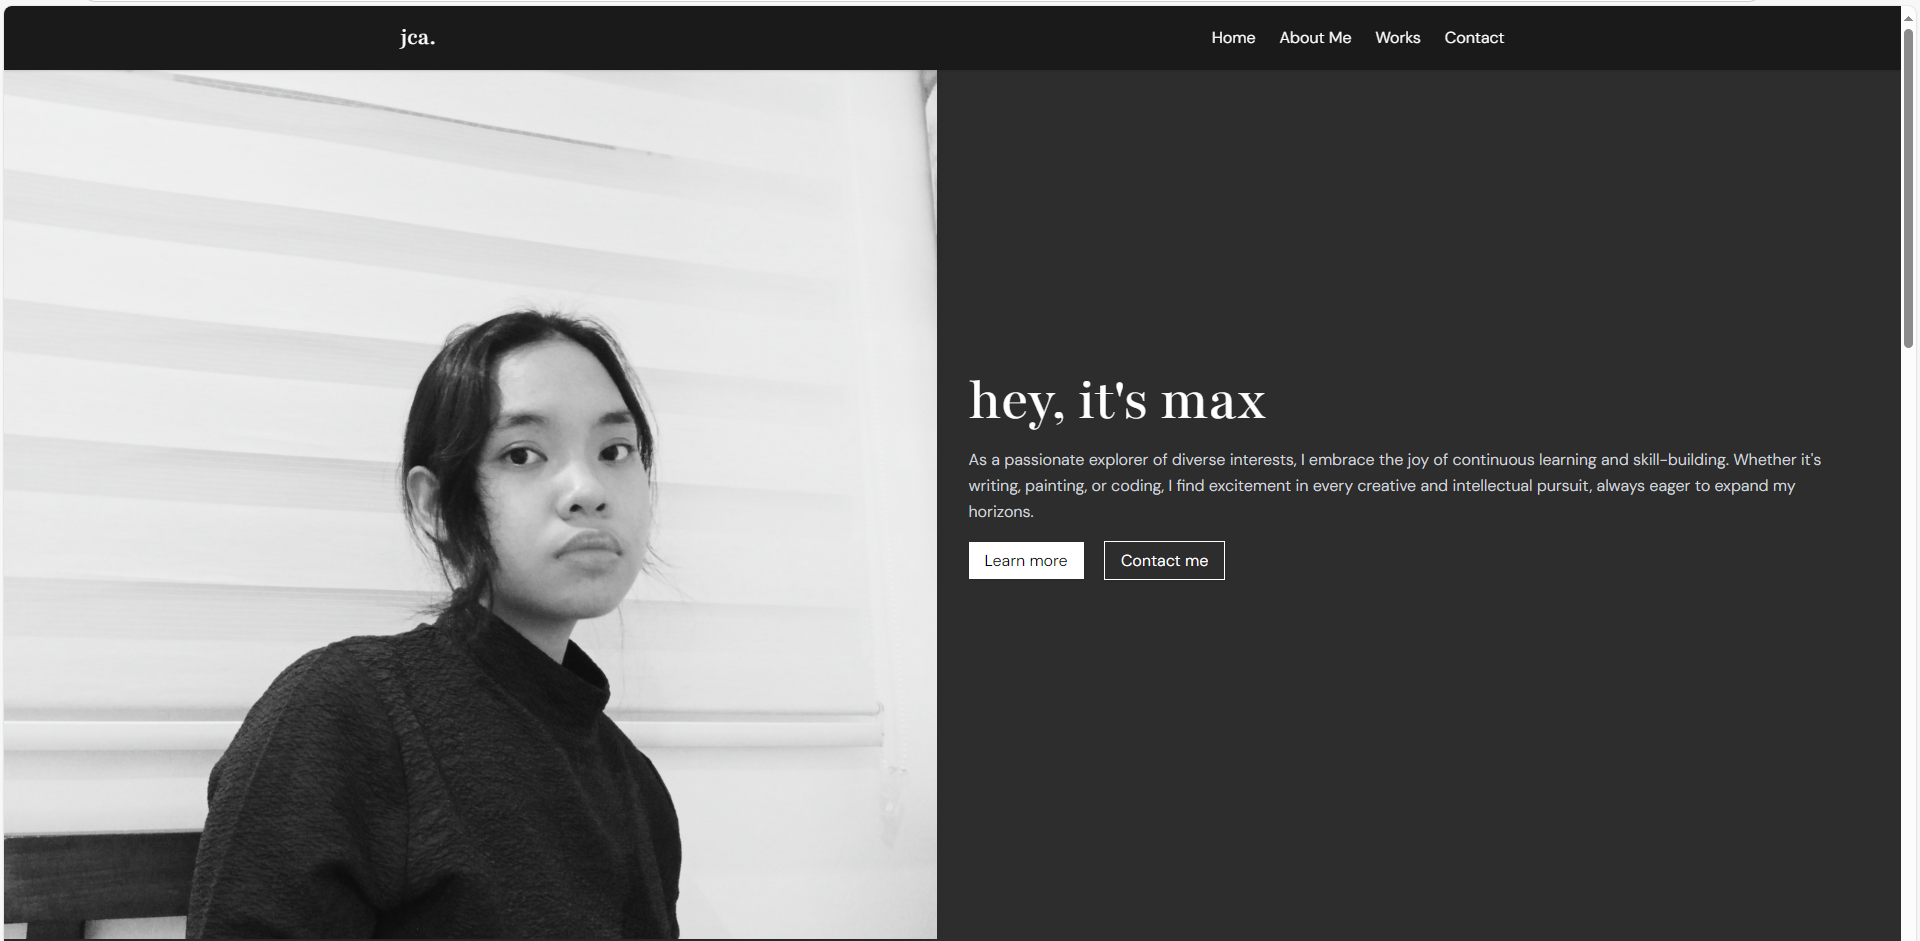 jca.
Home About Me Works Contact
hey, it's max
As a passionate explorer of diverse interests, I embrace the joy of continuous learning and skill-building. Whether it's
writing, painting, or coding, I find excitement in every creative and intellectual pursuit, always eager to expand my
horizons.
Learn more Contact me